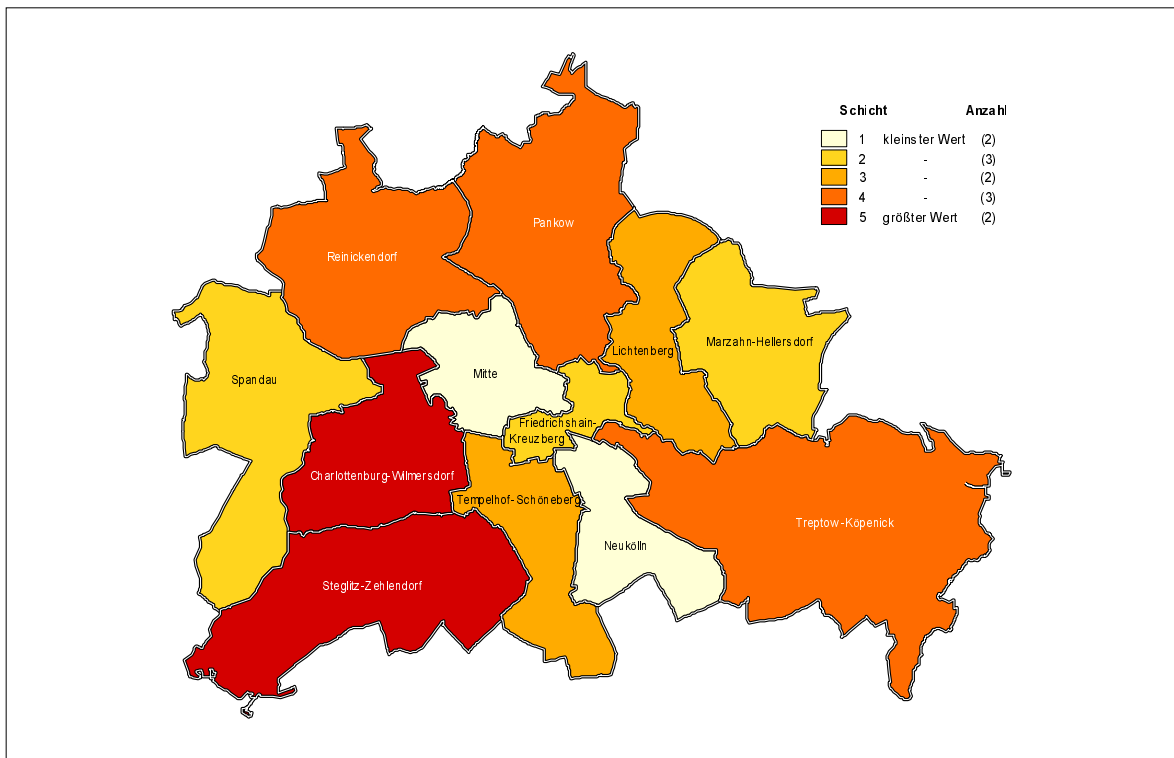 Schicht Anzahl
1 kleinster Wert (2)
2 - (3)
3 - (2)
4 - (3)
5 größter Wert (2)
Pankow
Reinickendorf
Lichtenberg
Marzahn-Hellersdorf
Mitte
Spandau
Friedrichshain-
Kreuzberg
Charlottenburg-Wilmersdorf
Tempelhof-Schöneberg
Treptow-Köpenick
Neukölln
Steglitz-Zehlendorf